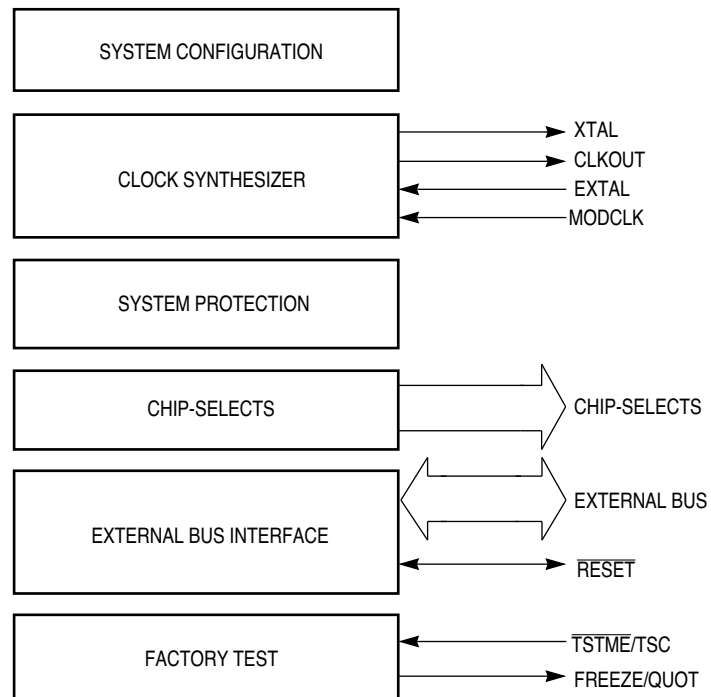 SYSTEM CONFIGURATION
CLOCK SYNTHESIZER
XTAL
CLKOUT
EXTAL
MODCLK
SYSTEM PROTECTION
CHIP-SELECTS
CHIP-SELECTS
EXTERNAL BUS INTERFACE
EXTERNAL BUS
RESET
FACTORY TEST
TSTME/TSC
FREEZE/QUOT